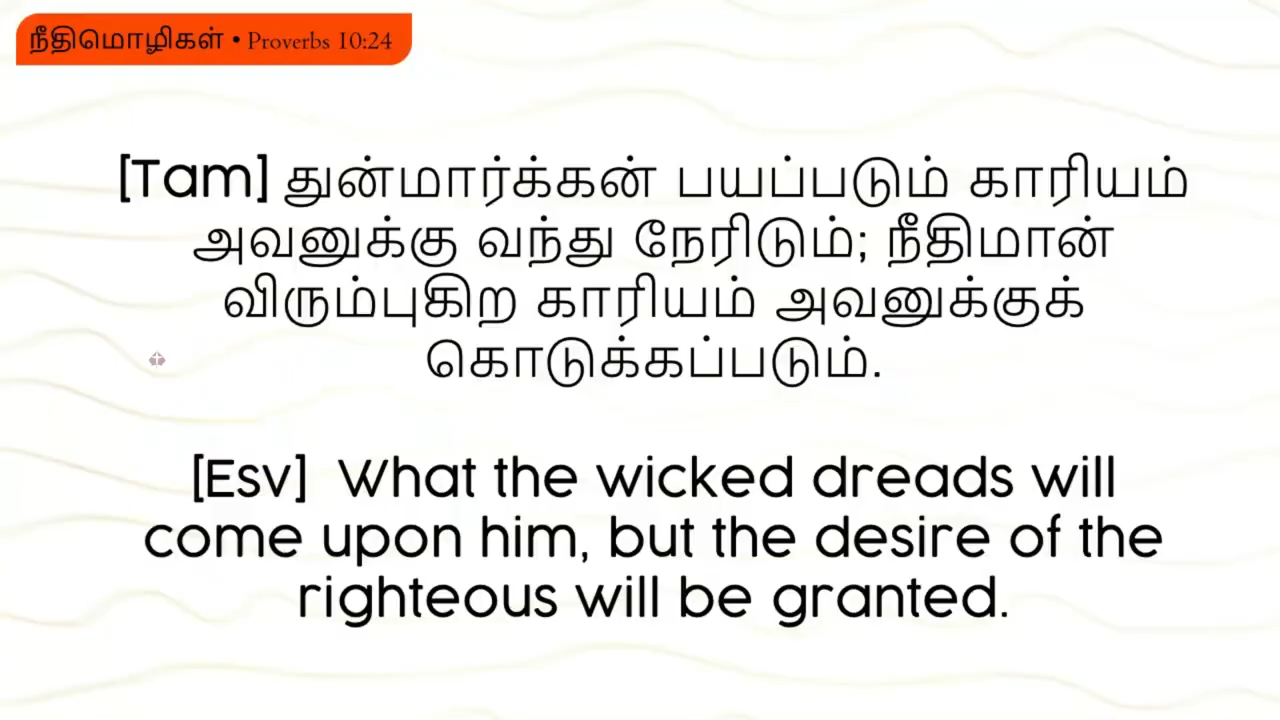 நீதிமொழிகள் • Proverbs 10:24
[Tam] துன்மார்க்கன் பயப்படும் காரியம்
அவனுக்கு வந்து நேரிடும்; நீதிமான்
விரும்புகிற காரியம் அவனுக்குக்
கொடுக்கப்படும்.
[Esv] What the wicked dreads will
come upon him, but the desire of the
righteous will be granted.